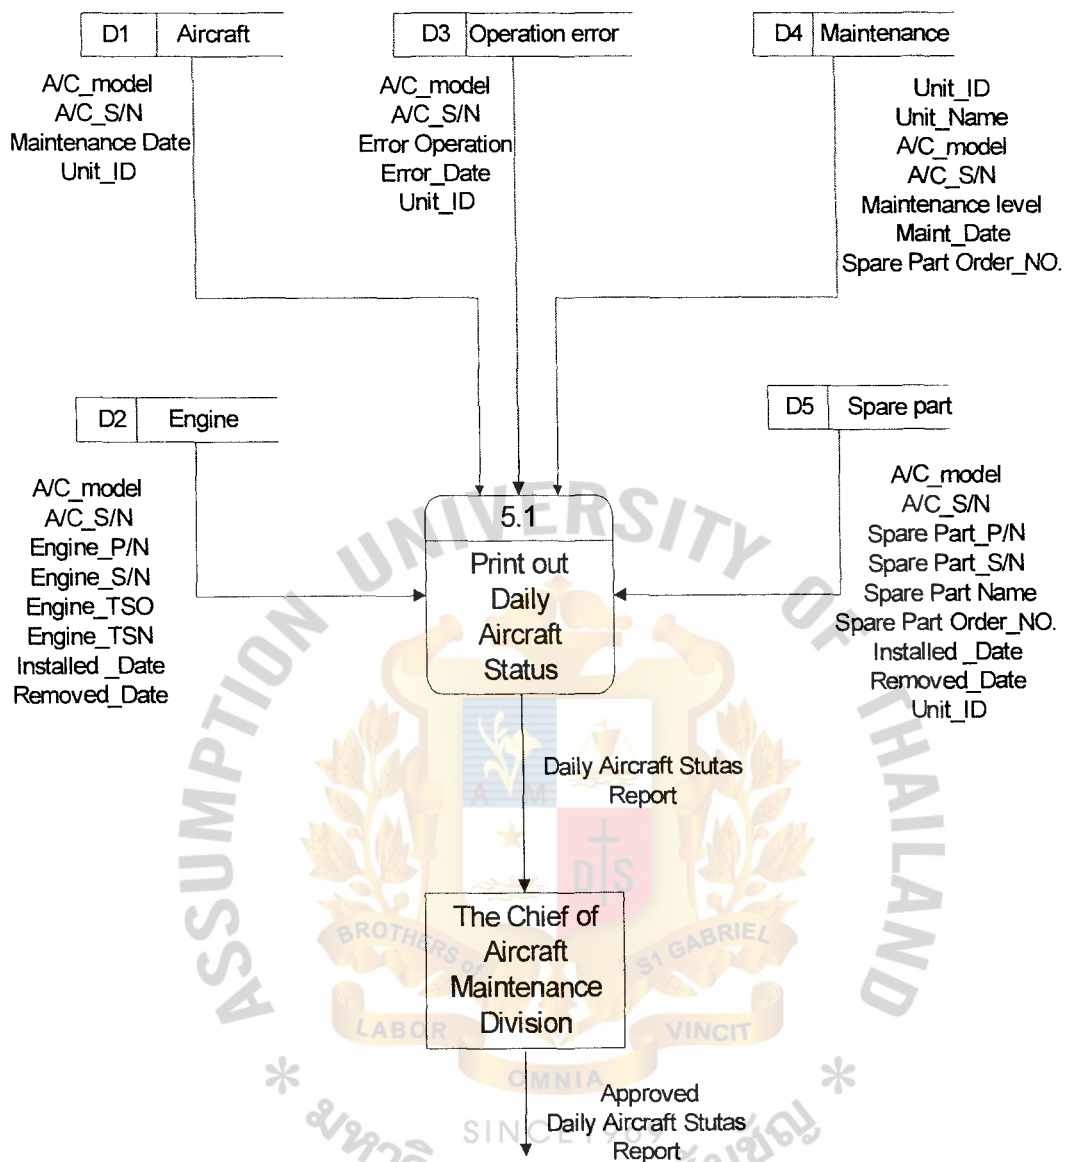 D1 Aircraft
A/C_model
A/C_S/N
Maintenance Date
Unit_ID
D3 Operation error
A/C_model
A/C_S/N
Error Operation
Error_Date
Unit_ID
D4 Maintenance
Unit_ID
Unit_Name
A/C_model
A/C_S/N
Maintenance level
Maint_Date
Spare Part Order_NO.
D2 Engine
A/C_model
A/C_S/N
Engine_P/N
Engine_S/N
Engine_TSO
Engine_TSN
Installed _Date
Removed_Date
D5 Spare part
A/C_model
A/C_S/N
Spare Part_P/N
Spare Part_S/N
Spare Part Name
Spare Part Order_NO.
Installed _Date
Removed_Date
Unit_ID
5.1
Print out
Daily
Aircraft
Status
Daily Aircraft Stutas
Report
The Chief of
Aircraft
Maintenance
Division
Approved
Daily Aircraft Stutas
Report
ASSUMPTION UNIVERSITY OF THAILAND
A M
D S
BROTHERS of
S1 GABRIEL
LABOR
OMNIA
VINCIT
SINCE 1969